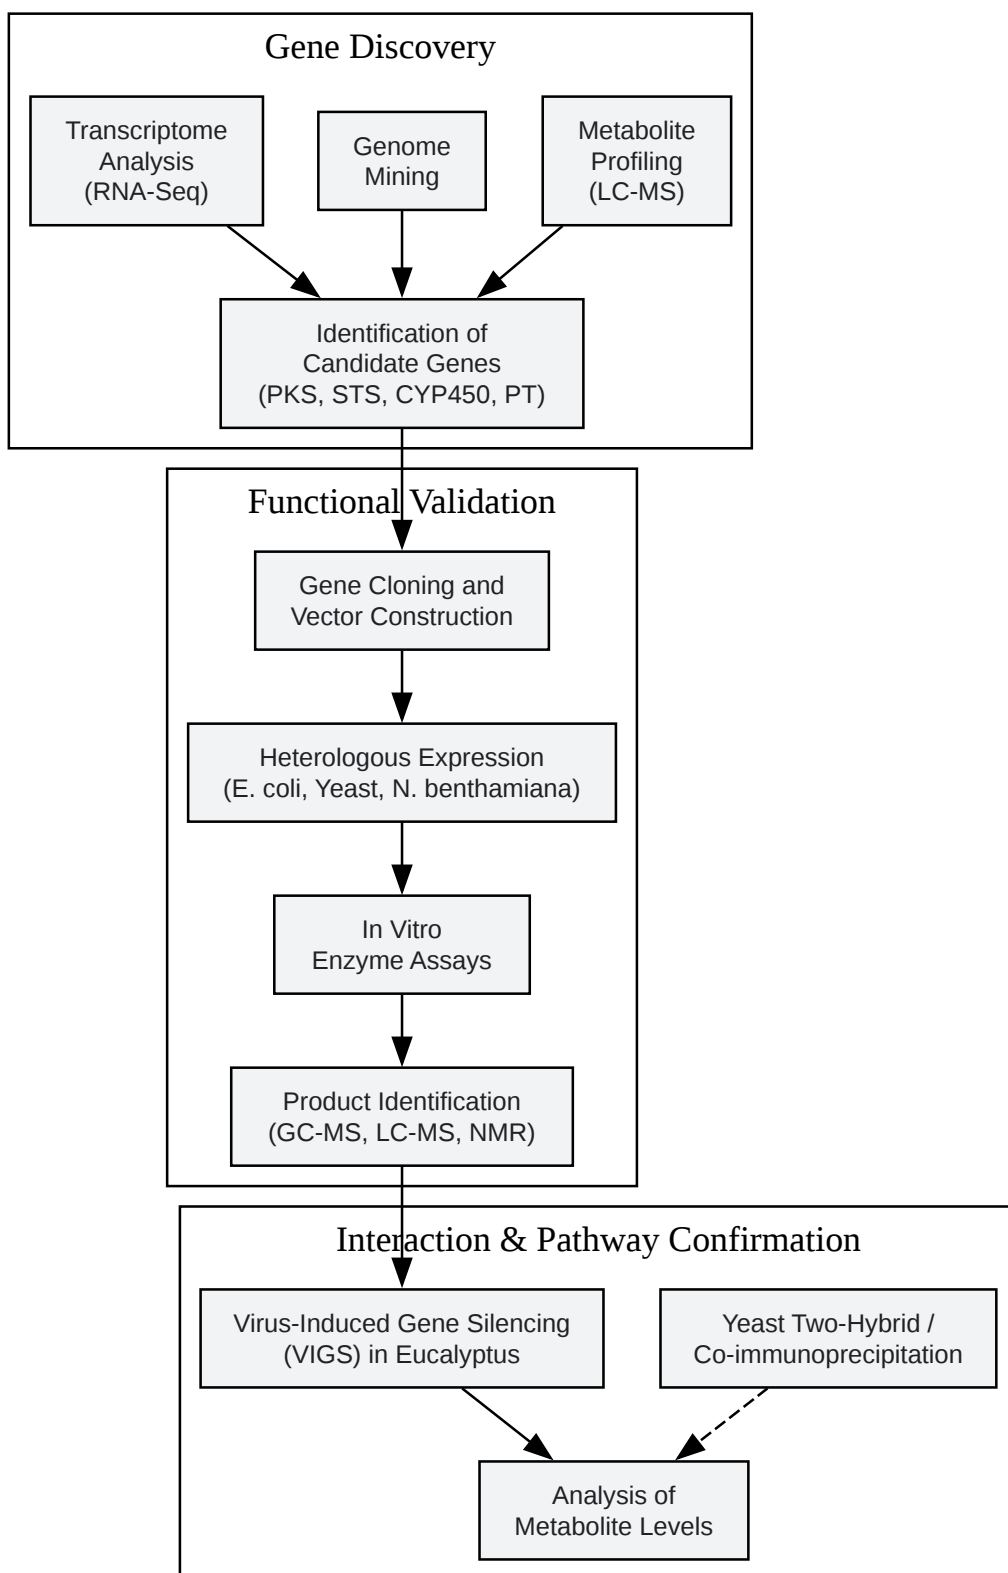 Gene Discovery
Transcriptome
Analysis
(RNA-Seq)
Genome
Mining
Metabolite
Profiling
(LC-MS)
Identification of
Candidate Genes
(PKS, STS, CYP450, PT)
Functional Validation
Gene Cloning and
Vector Construction
Heterologous Expression
(E. coli, Yeast, N. benthamiana)
In Vitro
Enzyme Assays
Product Identification
(GC-MS, LC-MS, NMR)
Interaction & Pathway Confirmation
Virus-Induced Gene Silencing
(VIGS) in Eucalyptus
Yeast Two-Hybrid /
Co-immunoprecipitation
Analysis of
Metabolite Levels